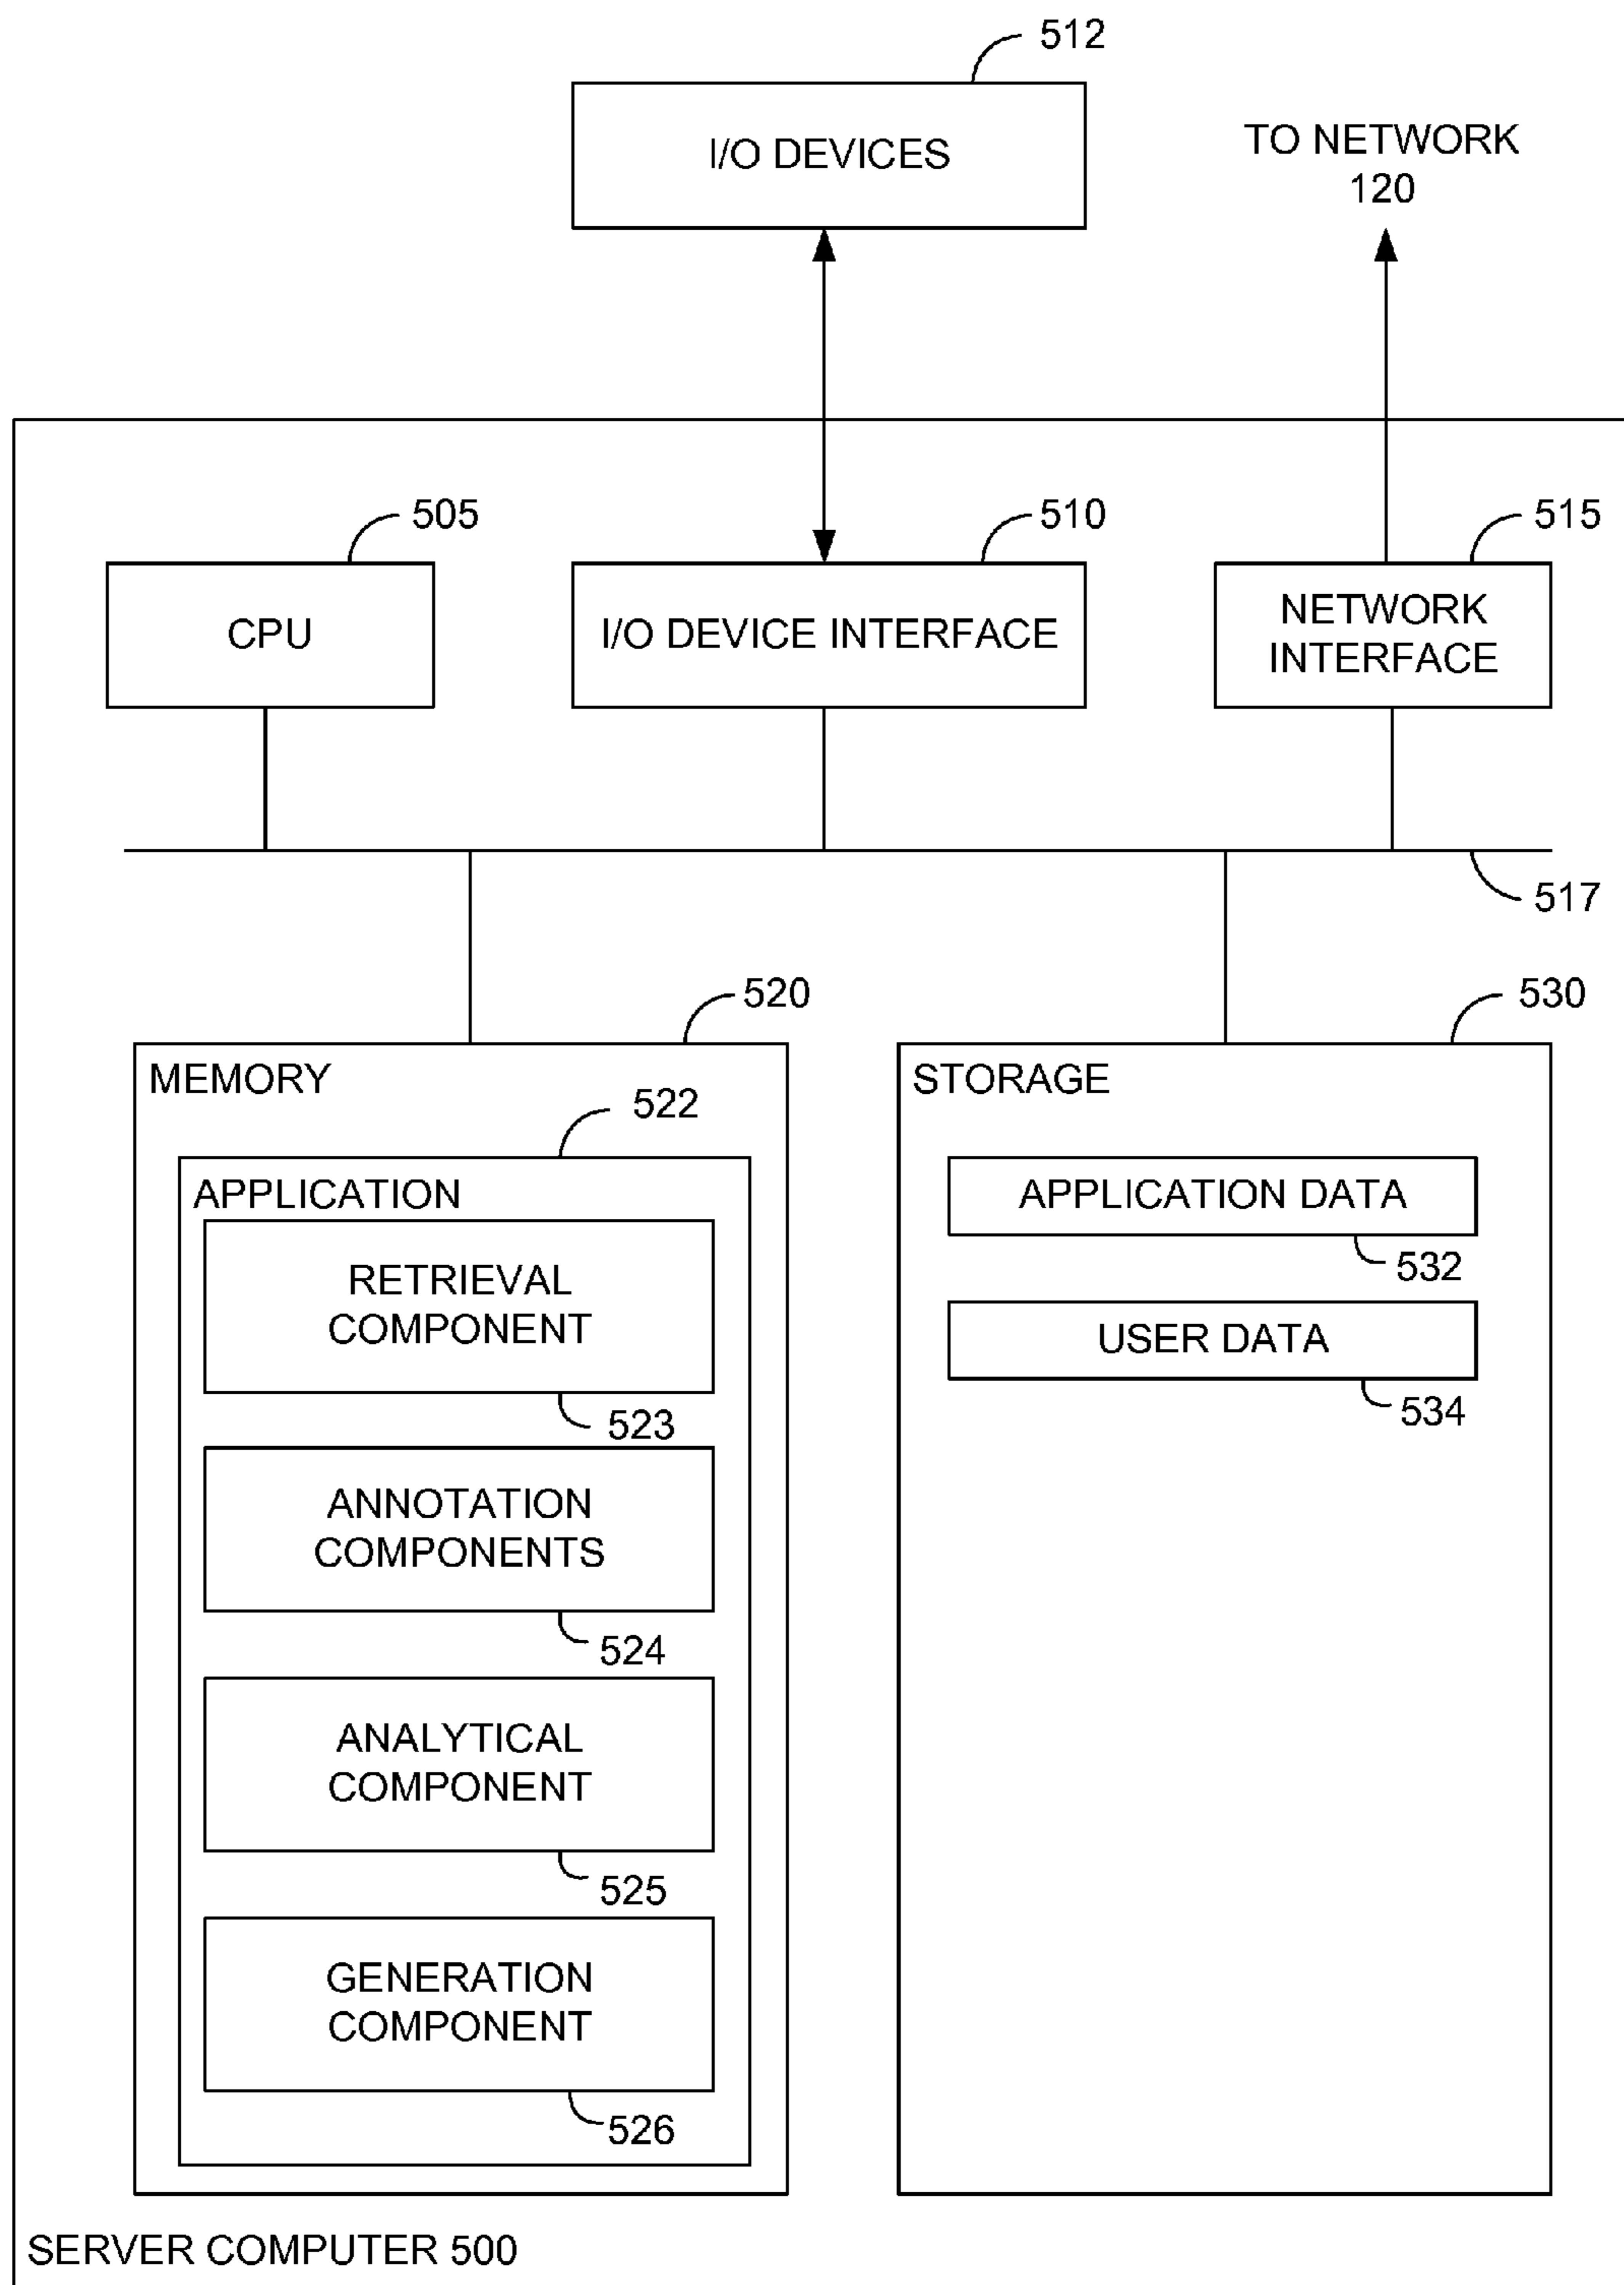 512
I/O DEVICES
TO NETWORK
120
505
510
515
CPU
I/O DEVICE INTERFACE
NETWORK
INTERFACE
517
520
530
MEMORY
STORAGE
522
APPLICATION
APPLICATION DATA
532
RETRIEVAL
COMPONENT
USER DATA
534
523
ANNOTATION
COMPONENTS
524
ANALYTICAL
COMPONENT
525
GENERATION
COMPONENT
526
SERVER COMPUTER 500